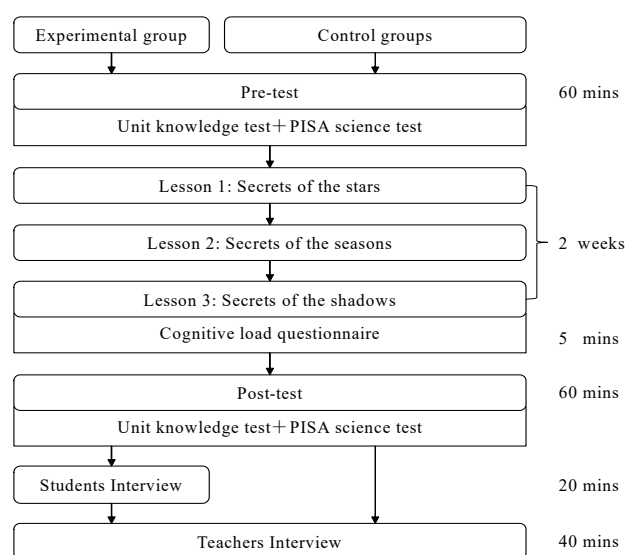 Experimental group
Control groups
Pre-test
60 mins
Unit knowledge test＋PISA science test
Lesson 1: Secrets of the stars
Lesson 2: Secrets of the seasons
2 weeks
Lesson 3: Secrets of the shadows
Cognitive load questionnaire
5 mins
Post-test
60 mins
Unit knowledge test＋PISA science test
Students Interview
20 mins
Teachers Interview
40 mins